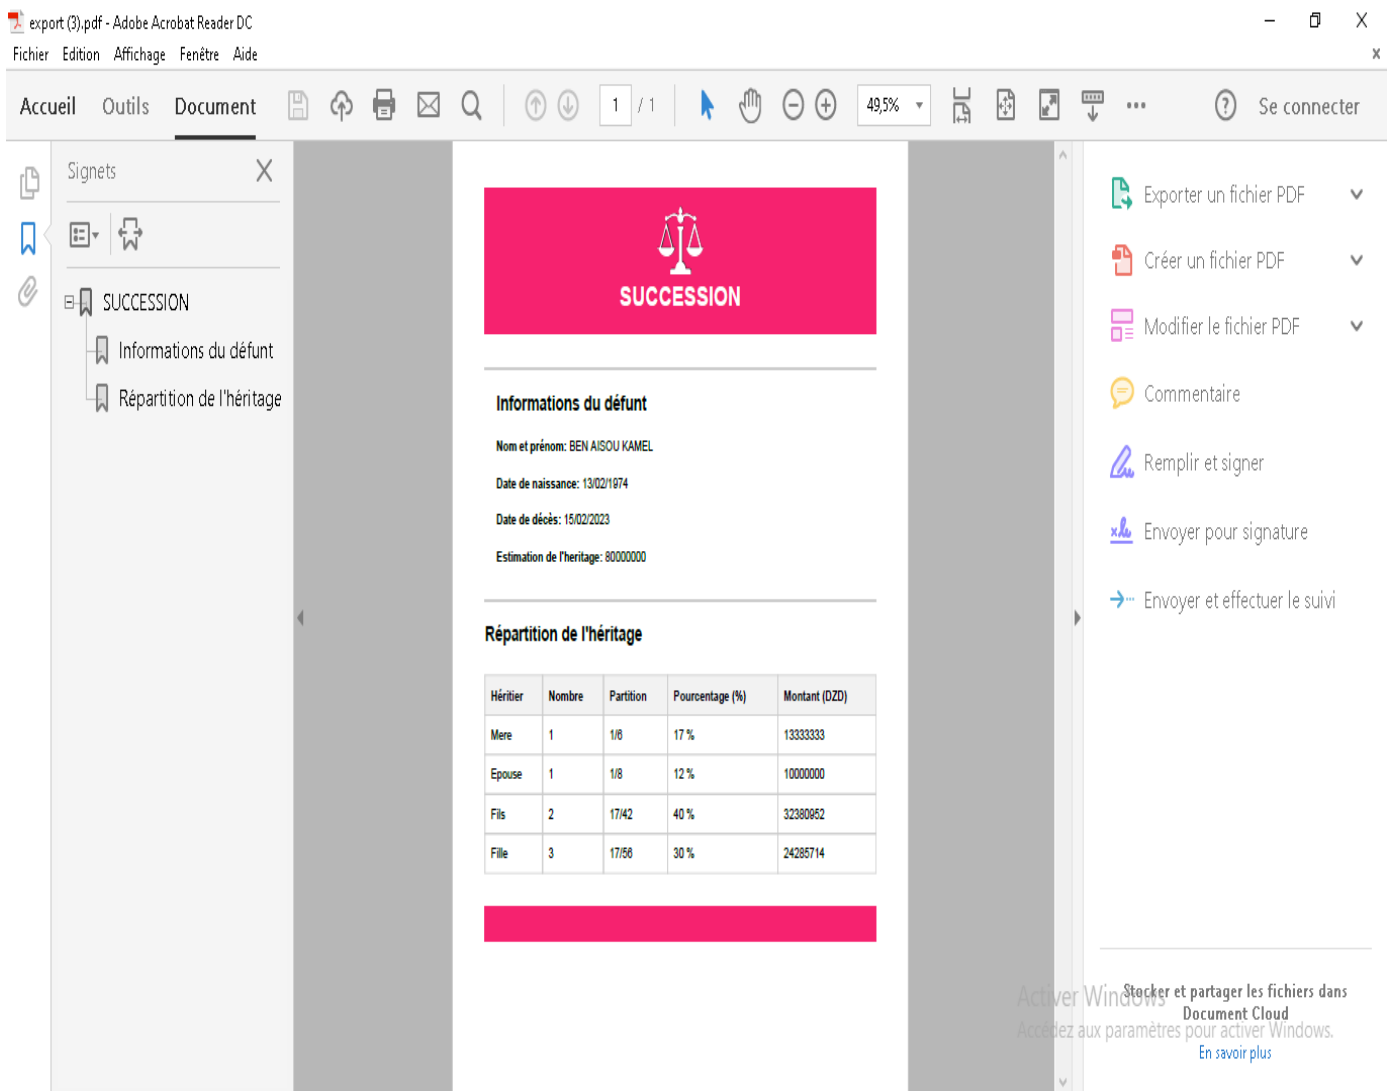 export (3).pdf - Adobe Acrobat Reader DC
Fichier Edition Affichage Fenêtre Aide
Accueil Outils Document 1 / 1 49,5% Se connecter
Signets
SUCCESSION
Informations du défunt
Répartition de l'héritage
SUCCESSION
Informations du défunt
Nom et prénom: BEN AISOU KAMEL
Date de naissance: 13/02/1974
Date de décès: 15/02/2023
Estimation de l'heritage: 80000000
Répartition de l'héritage
Héritier Nombre Partition Pourcentage (%) Montant (DZD)
Mere 1 1/6 17 % 13333333
Epouse 1 1/8 12 % 10000000
Fils 2 17/42 40 % 32380952
Fille 3 17/56 30 % 24285714
Exporter un fichier PDF
Créer un fichier PDF
Modifier le fichier PDF
Commentaire
Remplir et signer
Envoyer pour signature
Envoyer et effectuer le suivi
Stocker et partager les fichiers dans
Document Cloud
En savoir plus
Activer Windows
Accédez aux paramètres pour activer Windows.